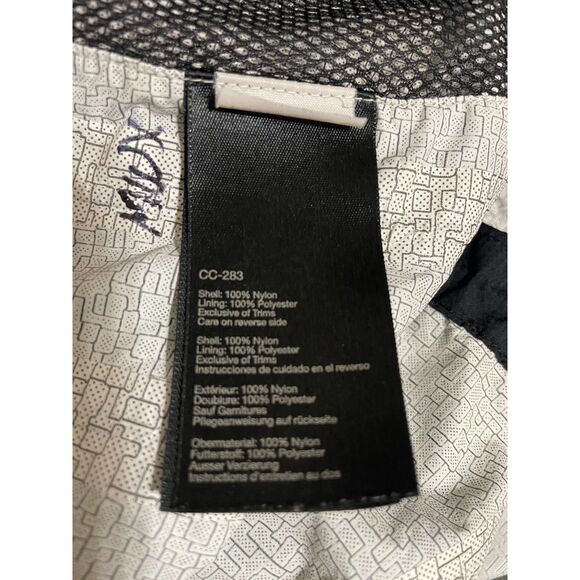 CC-283
Shell: 100% Nylon
Lining: 100% Polyester
Exclusive of Trims
Care on reverse side
Shell: 100% Nylon
Lining: 100% Polyester
Exclusive of Trims
Instrucciones de cuidado en el reverso
Extérieur: 100% Nylon
Doublure: 100% Polyester
Sauf Garnitures
Pflegeanweisung auf rückseite
Obermaterial: 100% Nylon
Futterstoff: 100% Polyester
Ausser Verzierung
Instructions d'entretien au dos